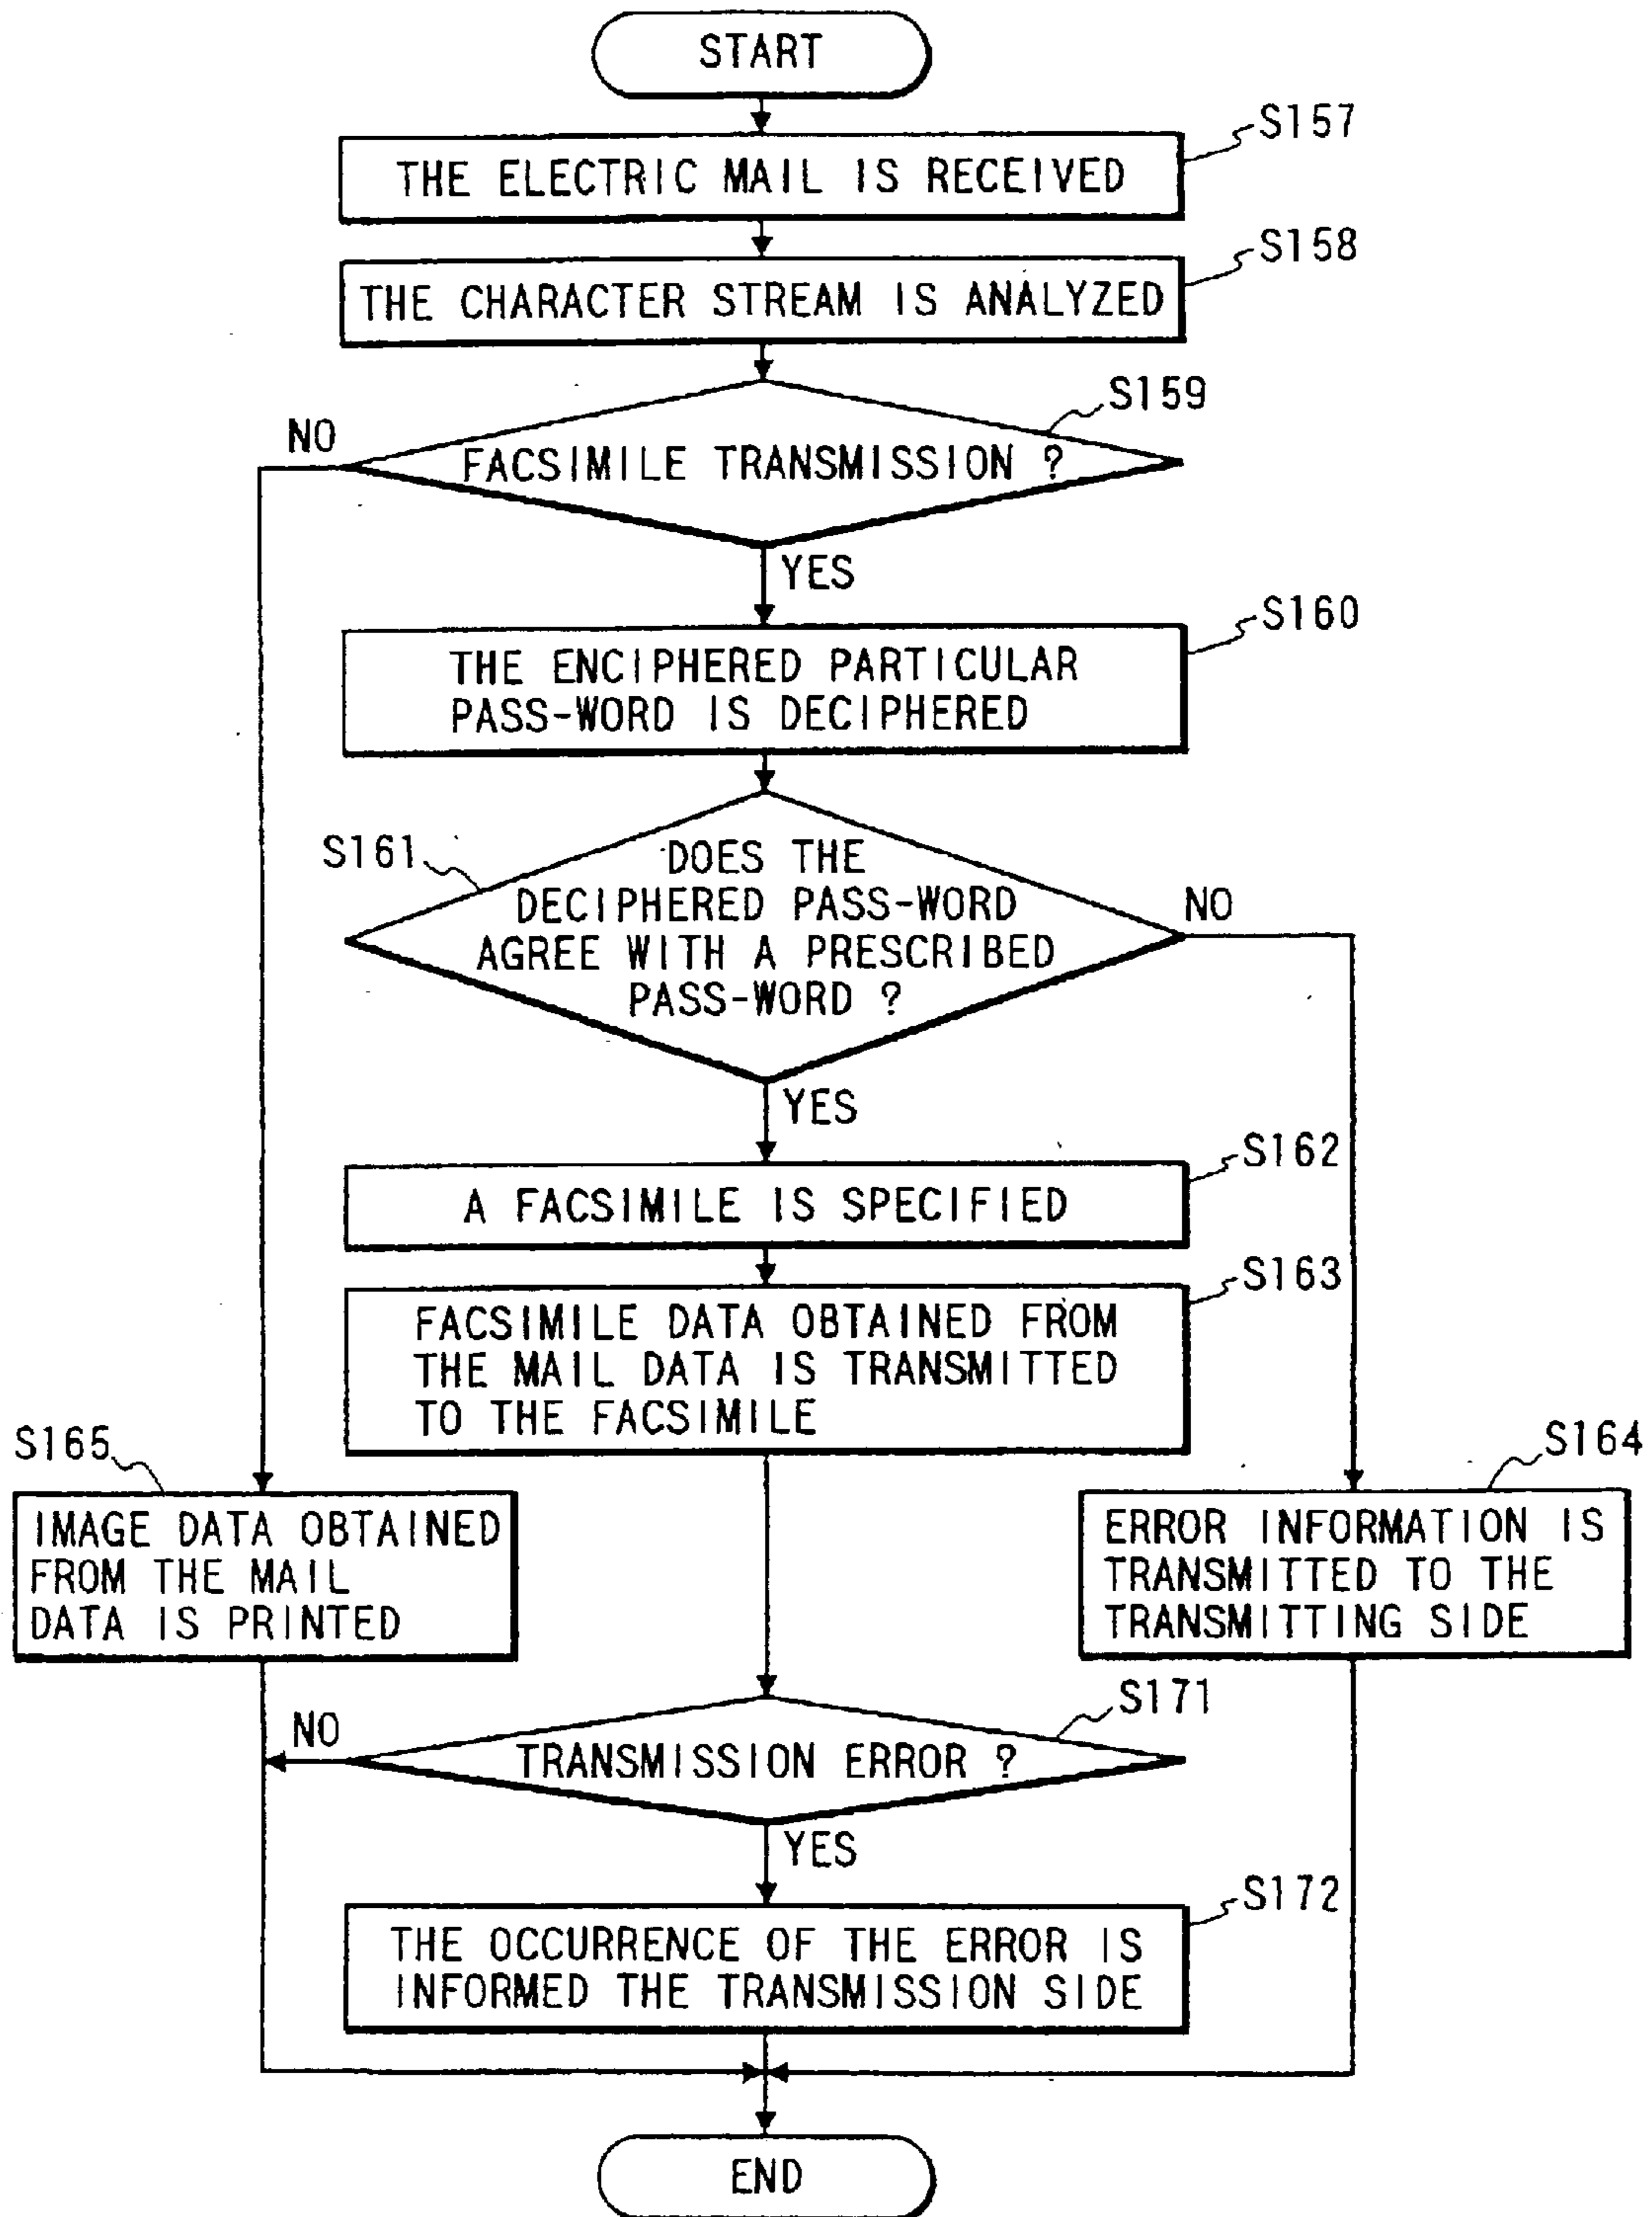 START
S157
THE ELECTRIC MAIL IS RECEIVED
S158
THE CHARACTER STREAM IS ANALYZED
S159
NO
FACSIMILE TRANSMISSION ?
YES
S160
THE ENCIPHERED PARTICULAR
PASS-WORD IS DECIPHERED
S161
DOES THE
DECIPHERED PASS-WORD
AGREE WITH A PRESCRIBED
PASS-WORD ?
NO
YES
S162
A FACSIMILE IS SPECIFIED
S163
FACSIMILE DATA OBTAINED FROM
THE MAIL DATA IS TRANSMITTED
TO THE FACSIMILE
S165
IMAGE DATA OBTAINED
FROM THE MAIL
DATA IS PRINTED
S164
ERROR INFORMATION IS
TRANSMITTED TO THE
TRANSMITTING SIDE
S171
NO
TRANSMISSION ERROR ?
YES
S172
THE OCCURRENCE OF THE ERROR IS
INFORMED THE TRANSMISSION SIDE
END